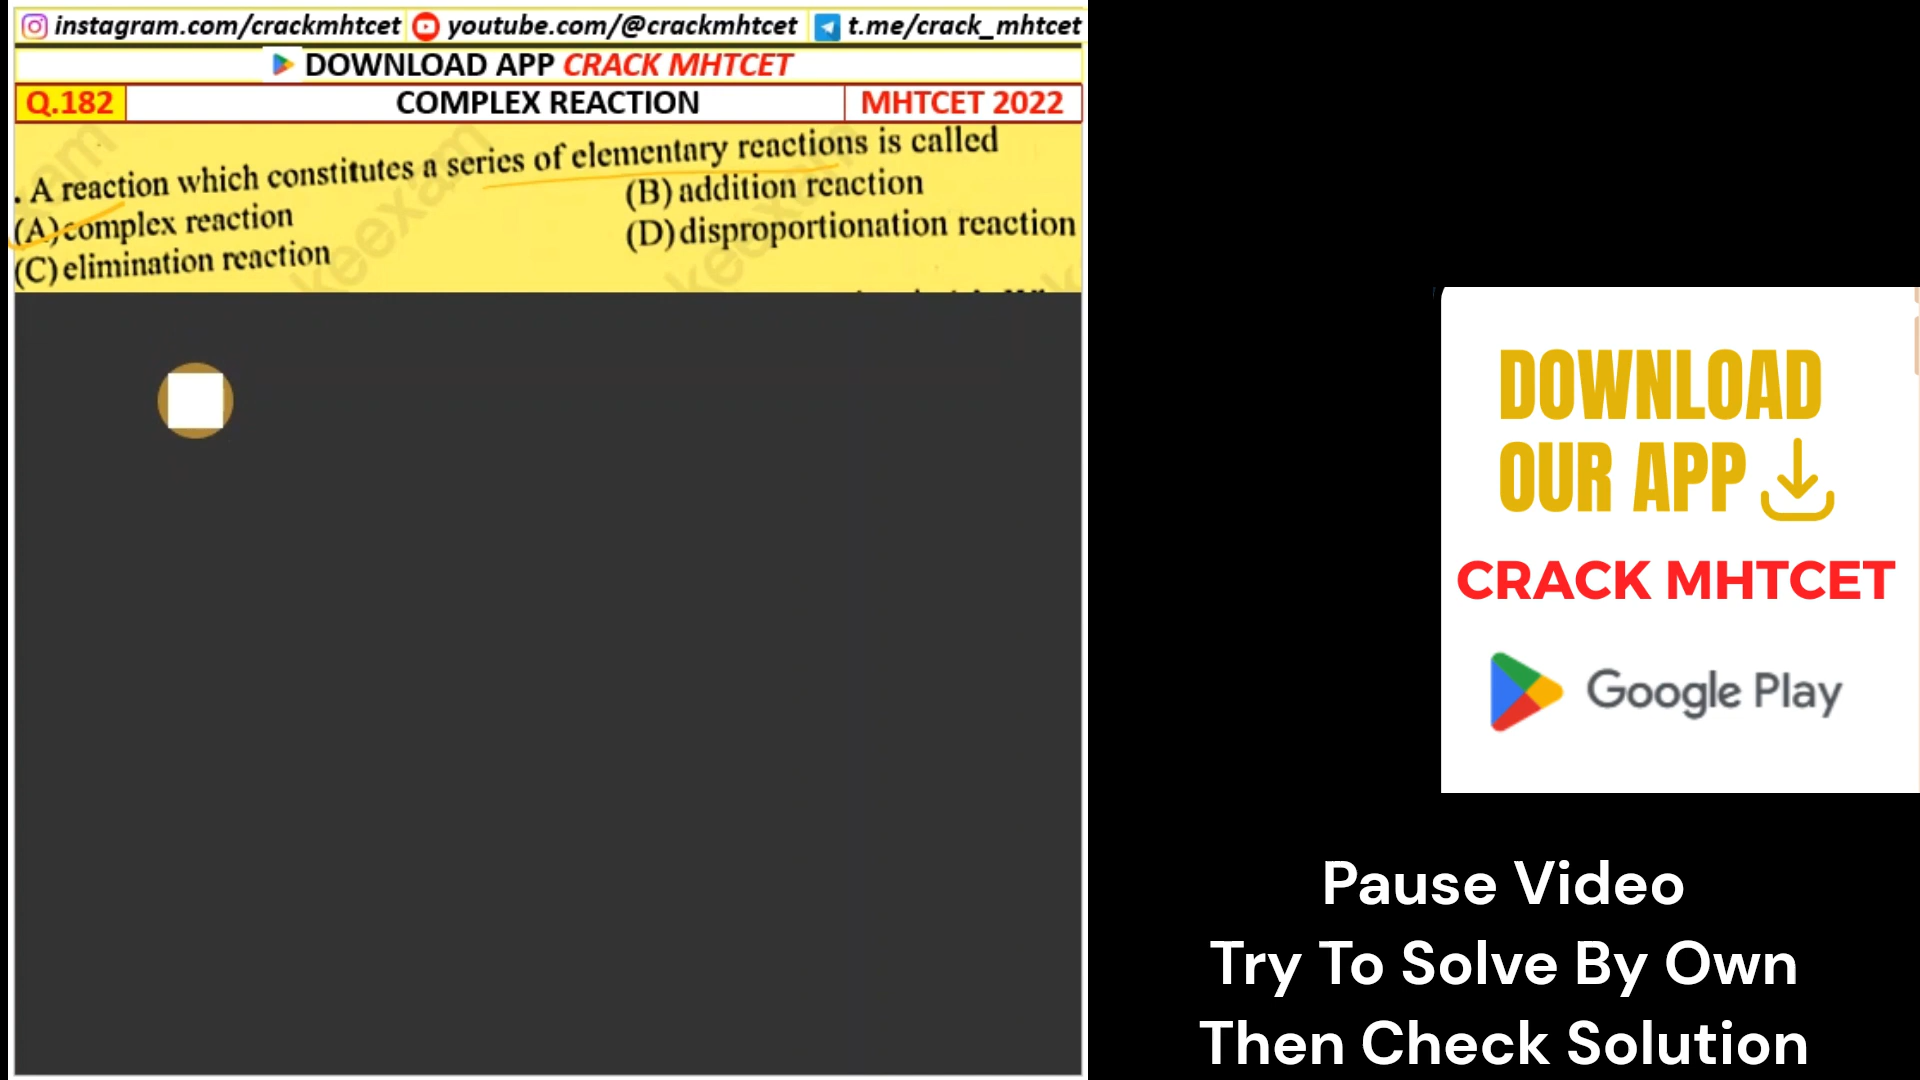 instagram.com/crackmhtcet youtube.com/@crackmhtcet t.me/crack_mhtcet
DOWNLOAD APP CRACK MHTCET
Q.182 COMPLEX REACTION MHTCET 2022
. A reaction which constitutes a series of elementary reactions is called
(A) complex reaction (B) addition reaction
(C) elimination reaction (D) disproportionation reaction
DOWNLOAD
OUR APP
CRACK MHTCET
Google Play
Pause Video
Try To Solve By Own
Then Check Solution